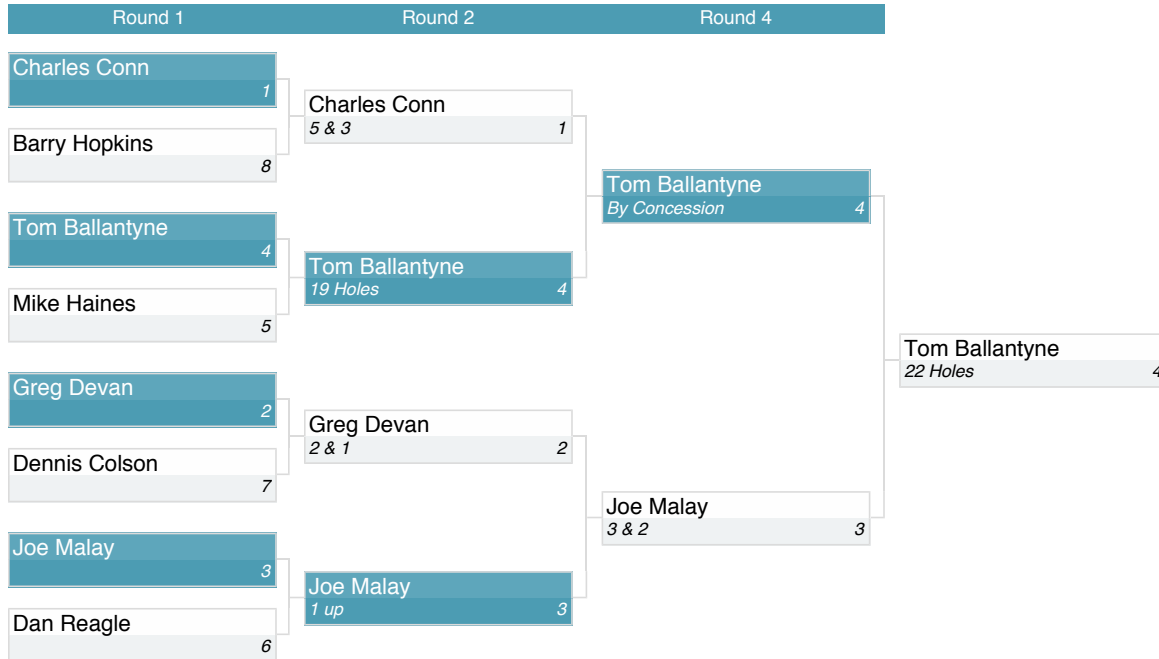 Round 1
Round 2
Round 4
Charles Conn
1
Barry Hopkins
8
Tom Ballantyne
4
Mike Haines
5
Greg Devan
2
Dennis Colson
7
Joe Malay
3
Dan Reagle
6
Charles Conn
5 & 3 1
Tom Ballantyne
19 Holes 4
Greg Devan
2 & 1 2
Joe Malay
1 up 3
Tom Ballantyne
By Concession 4
Joe Malay
3 & 2 3
Tom Ballantyne
22 Holes 4